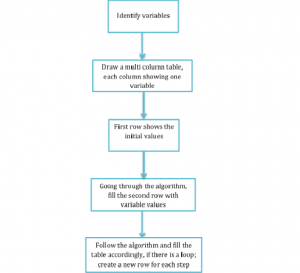 Identify variables
Draw a multi column table,
each column showing one
variable
First row shows the
initial values
Going through the algorithm,
fill the second row with
variable values
Follow the algorithm and fill the
table accordingly, if there is a loop;
create a new row for each step